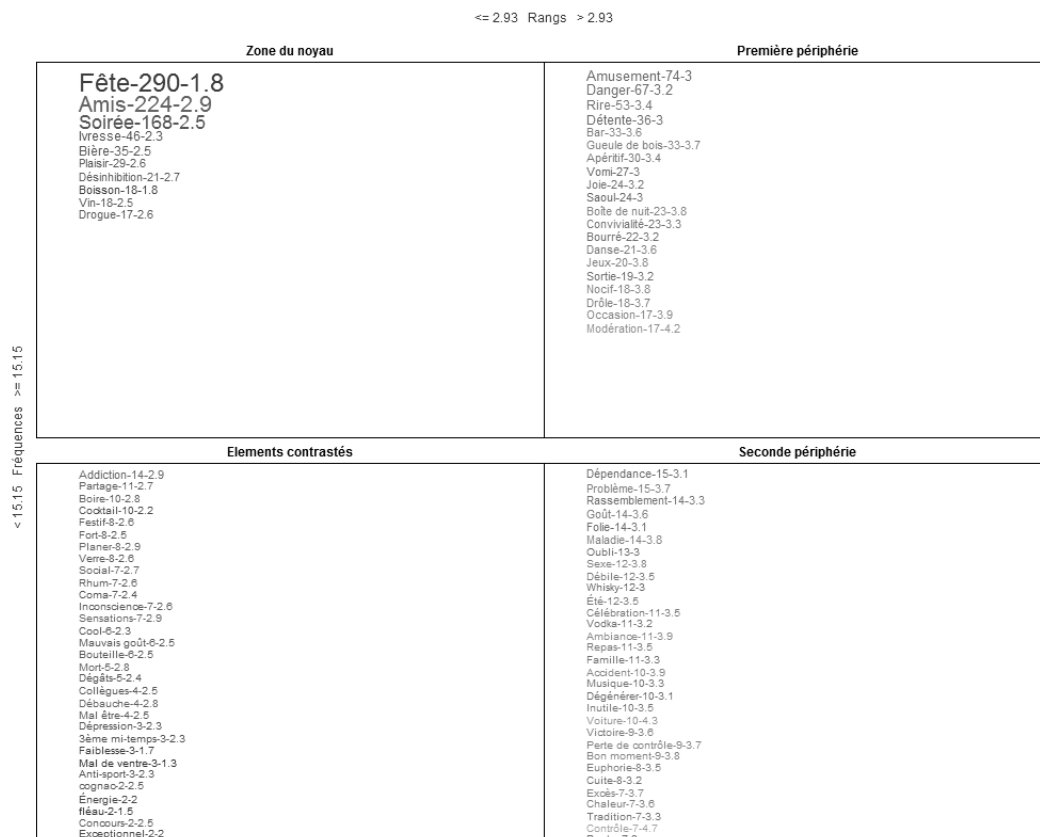 <= 2.93 Rangs > 2.93
Zone du noyau
Fête-290-1.8
Amis-224-2.9
Soirée-168-2.5
Ivresse-46-2.3
Bière-35-2.5
Plaisir-29-2.6
Désinhibition-21-2.7
Boisson-18-1.8
Vin-18-2.5
Drogue-17-2.6
Première périphérie
Amusement-74-3
Danger-67-3.2
Rire-53-3.4
Détente-36-3
Bar-33-3.6
Gueule de bois-33-3.7
Apéritif-30-3.4
Vomi-27-3
Joie-24-3.2
Saoul-24-3
Boîte de nuit-23-3.8
Convivialité-23-3.3
Bourré-22-3.2
Danse-21-3.6
Jeux-20-3.8
Sortie-19-3.2
Nocif-18-3.8
Drôle-18-3.7
Occasion-17-3.9
Modération-17-4.2
< 15.15 Fréquences >= 15.15
Elements contrastés
Addiction-14-2.9
Partage-11-2.7
Boire-10-2.8
Cocktail-10-2.2
Festif-8-2.6
Fort-8-2.5
Planer-8-2.9
Verre-8-2.6
Social-7-2.7
Rhum-7-2.6
Coma-7-2.4
Inconscience-7-2.6
Sensations-7-2.9
Cool-6-2.3
Mauvais goût-6-2.5
Bouteille-6-2.5
Mort-5-2.8
Dégâts-5-2.4
Collègues-4-2.5
Débauche-4-2.8
Mal être-4-2.5
Dépression-3-2.3
3ème mi-temps-3-2.3
Faiblesse-3-1.7
Mal de ventre-3-1.3
Anti-sport-3-2.3
cognac-2-2.5
Énergie-2-2
fléau-2-1.5
Concours-2-2.5
Exceptionnel-2-2
Seconde périphérie
Dépendance-15-3.1
Problème-15-3.7
Rassemblement-14-3.3
Goût-14-3.6
Folie-14-3.1
Maladie-14-3.8
Oubli-13-3
Sexe-12-3.8
Débile-12-3.5
Whisky-12-3
Été-12-3.5
Célébration-11-3.5
Vodka-11-3.2
Ambiance-11-3.9
Repas-11-3.5
Famille-11-3.3
Accident-10-3.9
Musique-10-3.3
Dégénérer-10-3.1
Inutile-10-3.5
Voiture-10-4.3
Victoire-9-3.6
Perte de contrôle-9-3.7
Bon moment-9-3.8
Euphorie-8-3.5
Cuite-8-3.2
Excès-7-3.7
Chaleur-7-3.6
Tradition-7-3.3
Contrôle-7-4.7